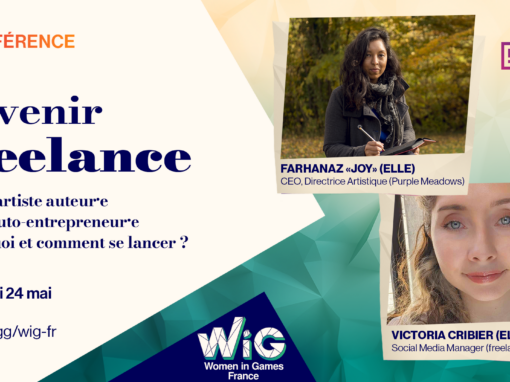 FÉRENCE
venir
eelance
artiste auteur•e
uto-entrepreneur•e
uoi et comment se lancer ?
i 24 mai
gg/wig-fr
FARHANAZ «JOY» (ELLE)
CEO, Directrice Artistique (Purple Meadows)
VICTORIA CRIBIER (EL
Social Media Manager (freela
WiG
Women in Games
France